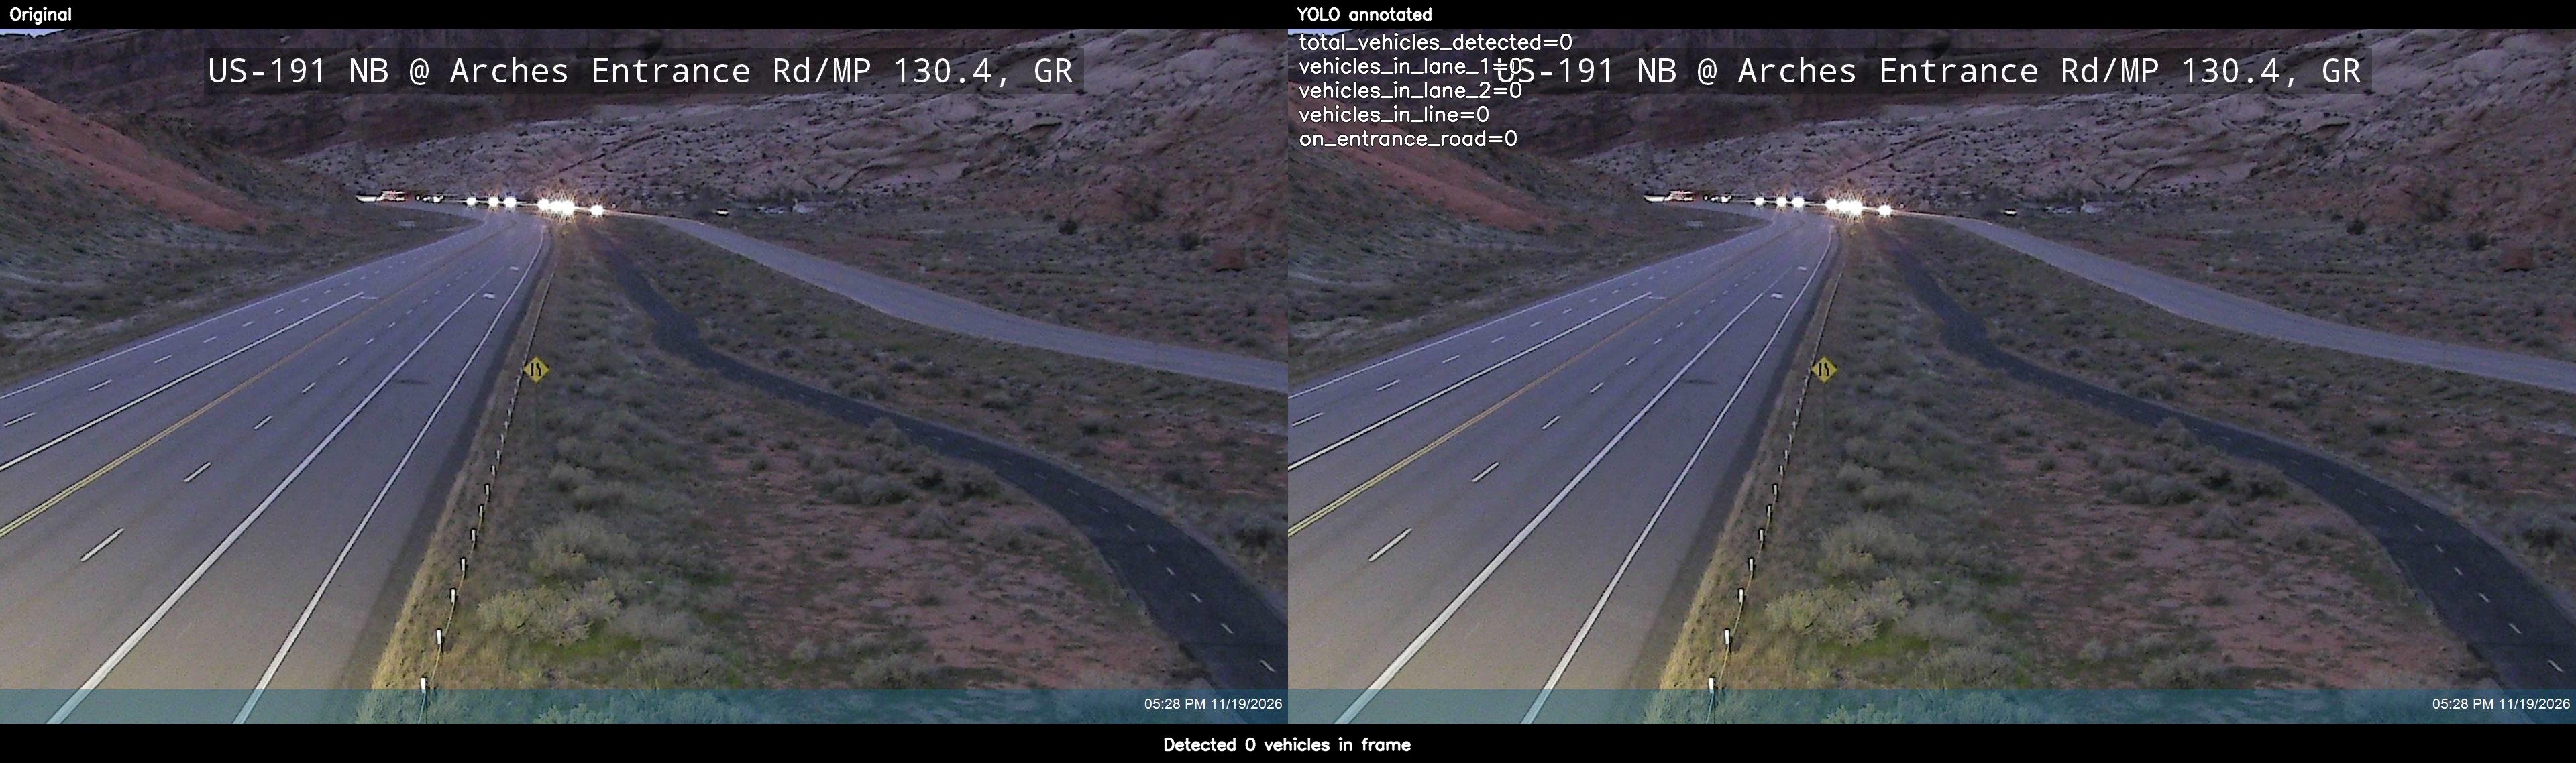 Original
US-191 NB @ Arches Entrance Rd/MP 130.4, GR
05:28 PM 11/19/2026
YOLO annotated
total_vehicles_detected=0
vehicles_in_lane_1=0
US-191 NB @ Arches Entrance Rd/MP 130.4, GR
vehicles_in_lane_2=0
vehicles_in_line=0
on_entrance_road=0
05:28 PM 11/19/2026
Detected 0 vehicles in frame